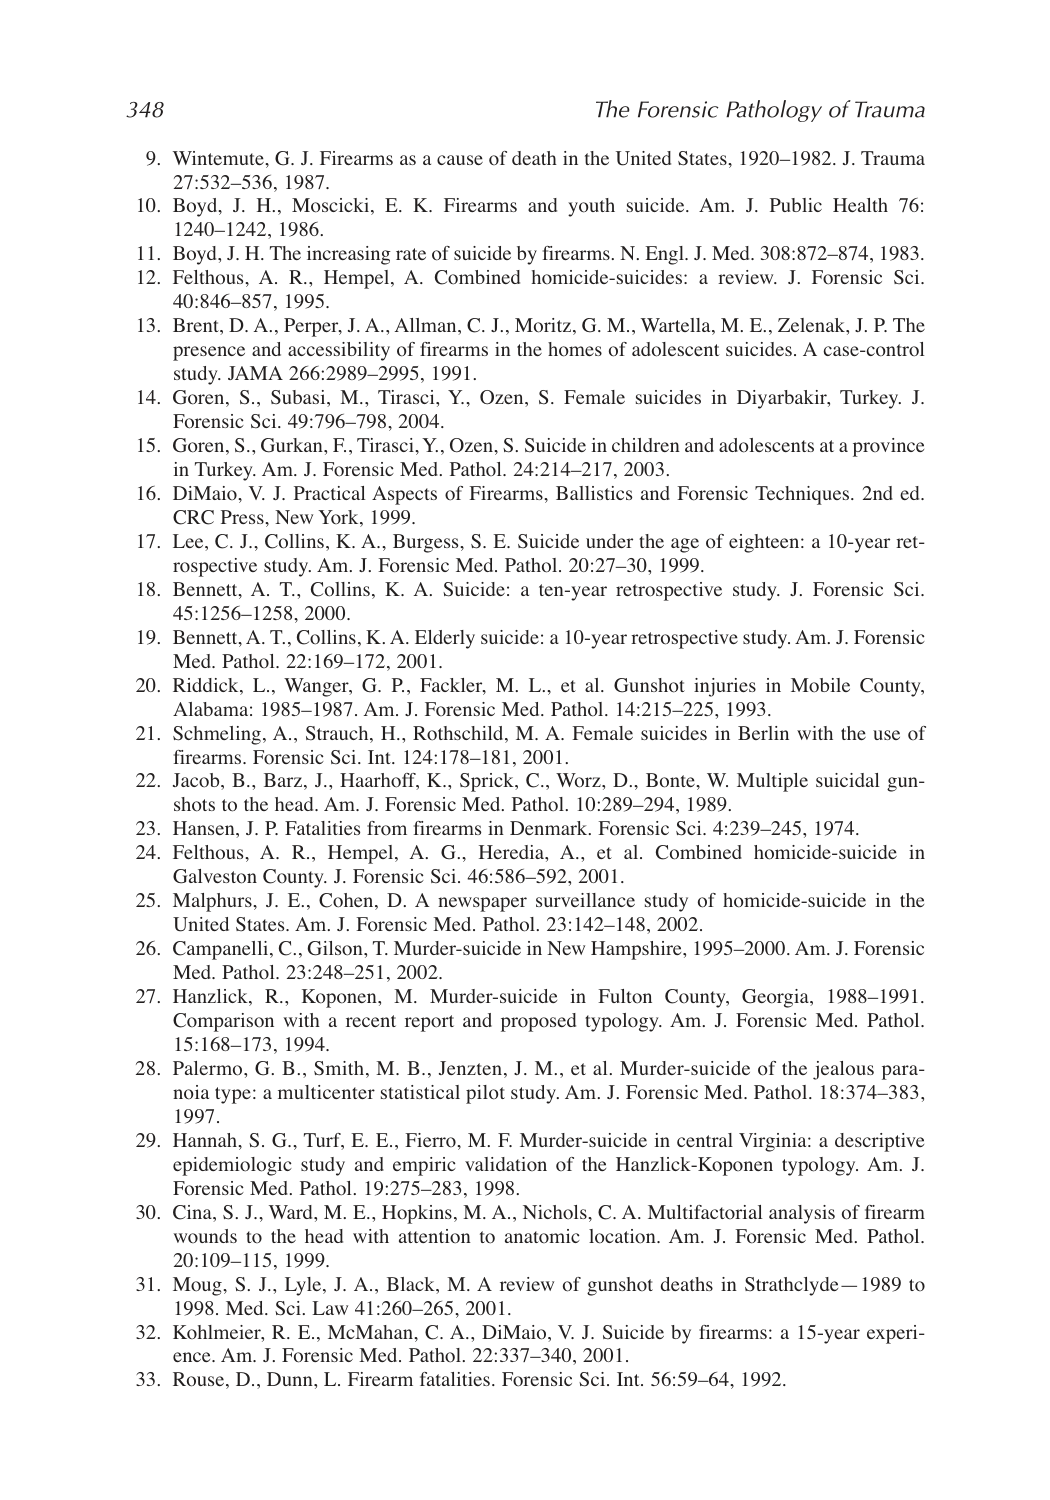 348 The Forensic Pathology of Trauma
9. Wintemute, G. J. Firearms as a cause of death in the United States, 1920–1982. J. Trauma
27:532–536, 1987.
10. Boyd, J. H., Moscicki, E. K. Firearms and youth suicide. Am. J. Public Health 76:
1240–1242, 1986.
11. Boyd, J. H. The increasing rate of suicide by firearms. N. Engl. J. Med. 308:872–874, 1983.
12. Felthous, A. R., Hempel, A. Combined homicide-suicides: a review. J. Forensic Sci.
40:846–857, 1995.
13. Brent, D. A., Perper, J. A., Allman, C. J., Moritz, G. M., Wartella, M. E., Zelenak, J. P. The
presence and accessibility of firearms in the homes of adolescent suicides. A case-control
study. JAMA 266:2989–2995, 1991.
14. Goren, S., Subasi, M., Tirasci, Y., Ozen, S. Female suicides in Diyarbakir, Turkey. J.
Forensic Sci. 49:796–798, 2004.
15. Goren, S., Gurkan, F., Tirasci, Y., Ozen, S. Suicide in children and adolescents at a province
in Turkey. Am. J. Forensic Med. Pathol. 24:214–217, 2003.
16. DiMaio, V. J. Practical Aspects of Firearms, Ballistics and Forensic Techniques. 2nd ed.
CRC Press, New York, 1999.
17. Lee, C. J., Collins, K. A., Burgess, S. E. Suicide under the age of eighteen: a 10-year ret-
rospective study. Am. J. Forensic Med. Pathol. 20:27–30, 1999.
18. Bennett, A. T., Collins, K. A. Suicide: a ten-year retrospective study. J. Forensic Sci.
45:1256–1258, 2000.
19. Bennett, A. T., Collins, K. A. Elderly suicide: a 10-year retrospective study. Am. J. Forensic
Med. Pathol. 22:169–172, 2001.
20. Riddick, L., Wanger, G. P., Fackler, M. L., et al. Gunshot injuries in Mobile County,
Alabama: 1985–1987. Am. J. Forensic Med. Pathol. 14:215–225, 1993.
21. Schmeling, A., Strauch, H., Rothschild, M. A. Female suicides in Berlin with the use of
firearms. Forensic Sci. Int. 124:178–181, 2001.
22. Jacob, B., Barz, J., Haarhoff, K., Sprick, C., Worz, D., Bonte, W. Multiple suicidal gun-
shots to the head. Am. J. Forensic Med. Pathol. 10:289–294, 1989.
23. Hansen, J. P. Fatalities from firearms in Denmark. Forensic Sci. 4:239–245, 1974.
24. Felthous, A. R., Hempel, A. G., Heredia, A., et al. Combined homicide-suicide in
Galveston County. J. Forensic Sci. 46:586–592, 2001.
25. Malphurs, J. E., Cohen, D. A newspaper surveillance study of homicide-suicide in the
United States. Am. J. Forensic Med. Pathol. 23:142–148, 2002.
26. Campanelli, C., Gilson, T. Murder-suicide in New Hampshire, 1995–2000. Am. J. Forensic
Med. Pathol. 23:248–251, 2002.
27. Hanzlick, R., Koponen, M. Murder-suicide in Fulton County, Georgia, 1988–1991.
Comparison with a recent report and proposed typology. Am. J. Forensic Med. Pathol.
15:168–173, 1994.
28. Palermo, G. B., Smith, M. B., Jenzten, J. M., et al. Murder-suicide of the jealous para-
noia type: a multicenter statistical pilot study. Am. J. Forensic Med. Pathol. 18:374–383,
1997.
29. Hannah, S. G., Turf, E. E., Fierro, M. F. Murder-suicide in central Virginia: a descriptive
epidemiologic study and empiric validation of the Hanzlick-Koponen typology. Am. J.
Forensic Med. Pathol. 19:275–283, 1998.
30. Cina, S. J., Ward, M. E., Hopkins, M. A., Nichols, C. A. Multifactorial analysis of firearm
wounds to the head with attention to anatomic location. Am. J. Forensic Med. Pathol.
20:109–115, 1999.
31. Moug, S. J., Lyle, J. A., Black, M. A review of gunshot deaths in Strathclyde—1989 to
1998. Med. Sci. Law 41:260–265, 2001.
32. Kohlmeier, R. E., McMahan, C. A., DiMaio, V. J. Suicide by firearms: a 15-year experi-
ence. Am. J. Forensic Med. Pathol. 22:337–340, 2001.
33. Rouse, D., Dunn, L. Firearm fatalities. Forensic Sci. Int. 56:59–64, 1992.